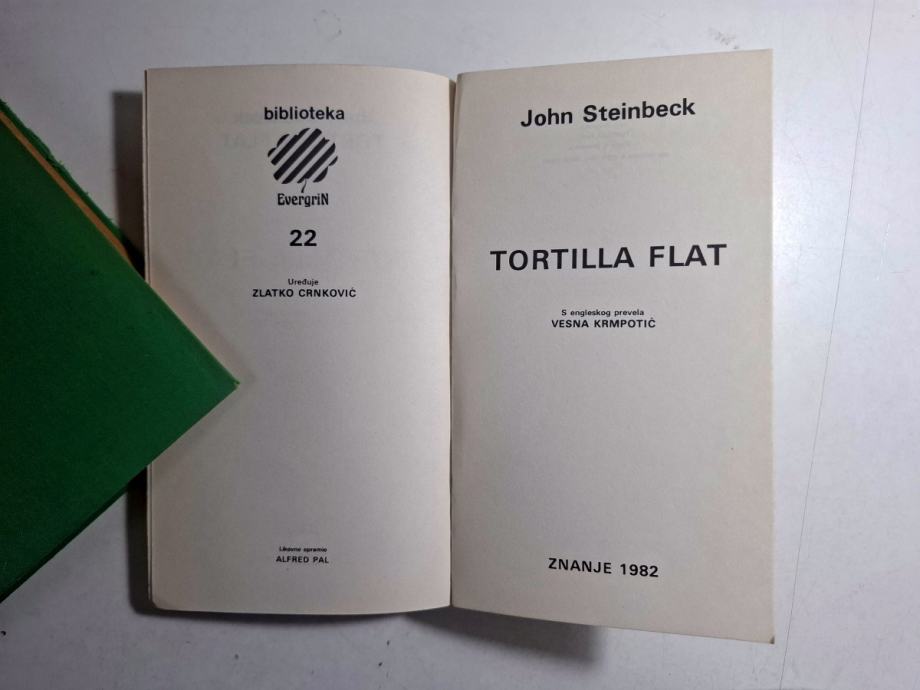 biblioteka
EvergriN
22
Uređuje
ZLATKO CRNKOVIĆ
Likovno opremio
ALFRED PAL
John Steinbeck
TORTILLA FLAT
S engleskog prevela
VESNA KRMPOTIĆ
ZNANJE 1982